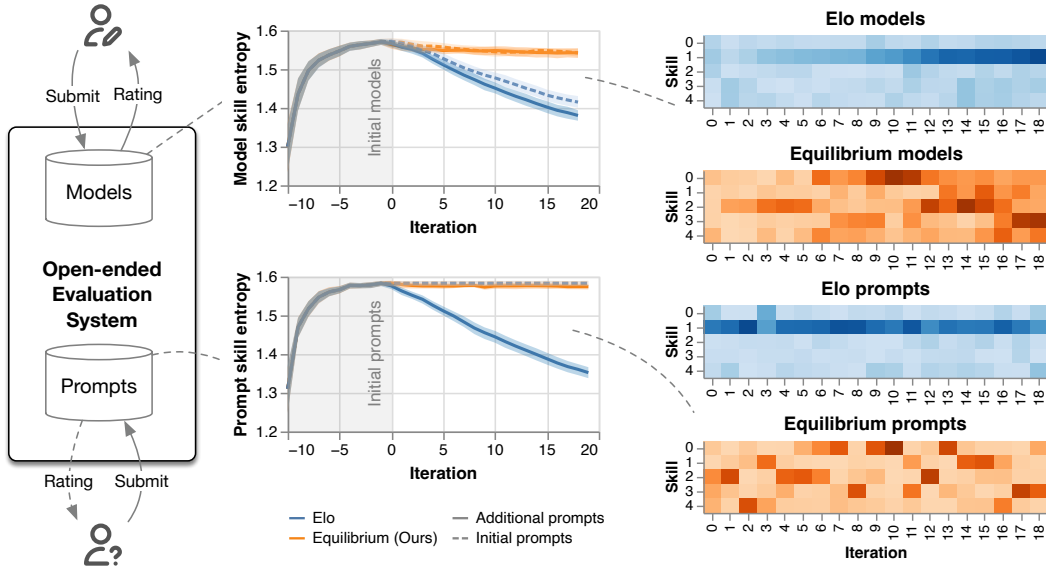 Submit
Rating
Models
Open-ended
Evaluation
System
Prompts
Rating
Submit
Model skill entropy
1.6
1.5
1.4
1.3
1.2
Initial models
−10 −5 0 5 10 15 20
Iteration
Prompt skill entropy
1.6
1.5
1.4
1.3
1.2
Initial prompts
−10 −5 0 5 10 15 20
Iteration
Elo
Equilibrium (Ours)
Additional prompts
Initial prompts
Elo models
Skill
0
1
2
3
4
0 1 2 3 4 5 6 7 8 9 10 11 12 13 14 15 16 17 18
Equilibrium models
Skill
0
1
2
3
4
0 1 2 3 4 5 6 7 8 9 10 11 12 13 14 15 16 17 18
Elo prompts
Skill
0
1
2
3
4
0 1 2 3 4 5 6 7 8 9 10 11 12 13 14 15 16 17 18
Equilibrium prompts
Skill
0
1
2
3
4
0 1 2 3 4 5 6 7 8 9 10 11 12 13 14 15 16 17 18
Iteration